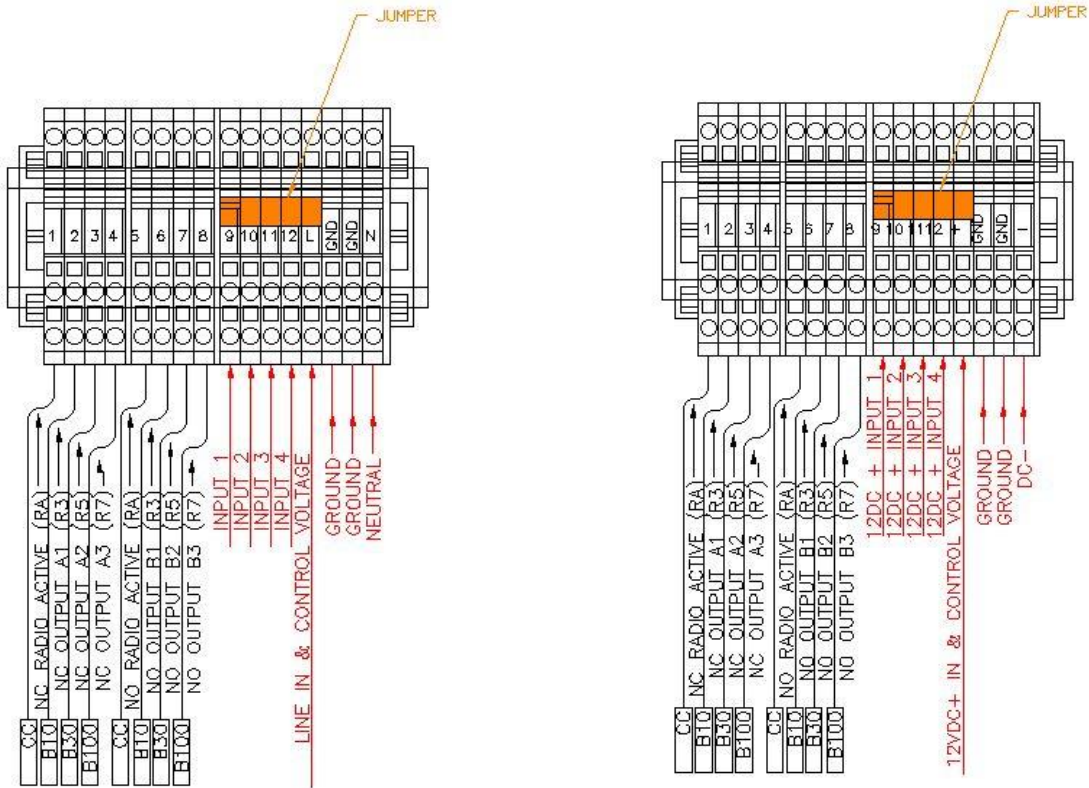 JUMPER
1 2 3 4 5 6 7 8 9 10 11 12 L GND GND N
NC RADIO ACTIVE (RA)
NC OUTPUT A1 (R3)
NC OUTPUT A2 (R5)
NC OUTPUT A3 (R7)
NO RADIO ACTIVE (RA)
NO OUTPUT B1 (R3)
NO OUTPUT B2 (R5)
NO OUTPUT B3 (R7)
INPUT 1
INPUT 2
INPUT 3
INPUT 4
LINE IN & CONTROL VOLTAGE
GROUND
GROUND
NEUTRAL
CC
B10
B30
B100
CC
B10
B30
B100
JUMPER
1 2 3 4 5 6 7 8 9 10 11 12 + GND GND -
NC RADIO ACTIVE (RA)
NC OUTPUT A1 (R3)
NC OUTPUT A2 (R5)
NC OUTPUT A3 (R7)
NO RADIO ACTIVE (RA)
NO OUTPUT B1 (R3)
NO OUTPUT B2 (R5)
NO OUTPUT B3 (R7)
12DC + INPUT 1
12DC + INPUT 2
12DC + INPUT 3
12DC + INPUT 4
12VDC+ IN & CONTROL VOLTAGE
GROUND
GROUND
DC-
CC
B10
B30
B100
CC
B10
B30
B100